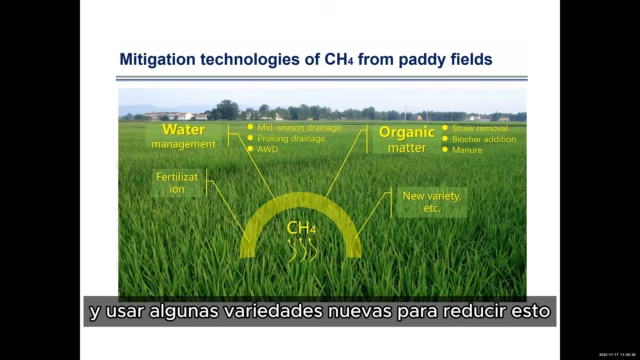 Mitigation technologies of CH₄ from paddy fields
Water
management
Mid-season drainage
Prolong drainage
AWD
Organic
matter
Straw removal
Biochar addition
Manure
Fertilizat
ion
New variety,
etc.
CH₄
y usar algunas variedades nuevas para reducir esto